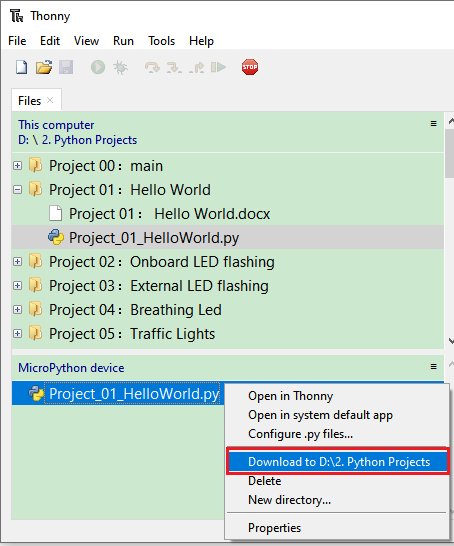 Thonny
File Edit View Run Tools Help
STOP
Files ×
This computer
D: \ 2. Python Projects
Project 00：main
Project 01：Hello World
Project 01： Hello World.docx
Project_01_HelloWorld.py
Project 02：Onboard LED flashing
Project 03：External LED flashing
Project 04：Breathing Led
Project 05：Traffic Lights
MicroPython device
Project_01_HelloWorld.py
Open in Thonny
Open in system default app
Configure .py files...
Download to D:\2. Python Projects
Delete
New directory...
Properties